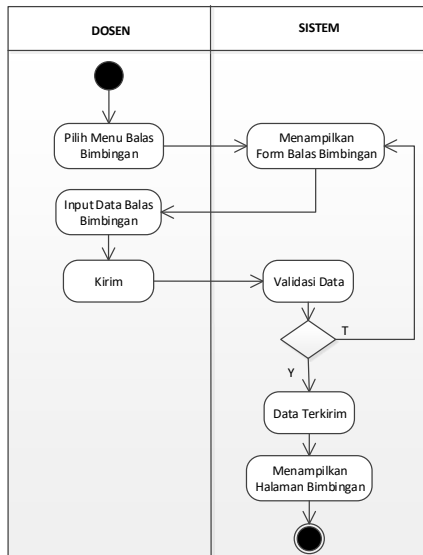 DOSEN
SISTEM
Pilih Menu Balas
Bimbingan
Menampilkan
Form Balas Bimbingan
Input Data Balas
Bimbingan
Kirim
Validasi Data
T
Y
Data Terkirim
Menampilkan
Halaman Bimbingan